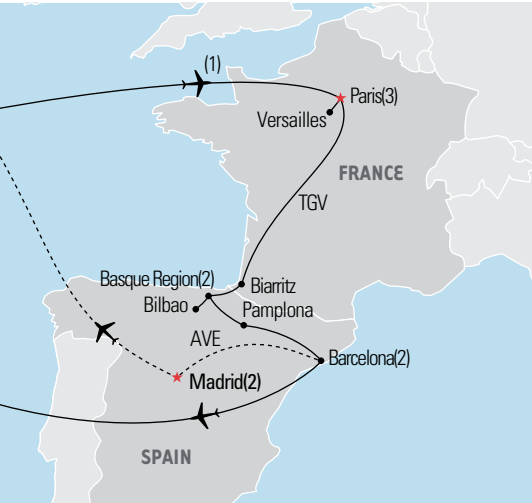 (1)
Paris(3)
Versailles
FRANCE
TGV
Basque Region(2)
Biarritz
Bilbao
Pamplona
AVE
Barcelona(2)
Madrid(2)
SPAIN